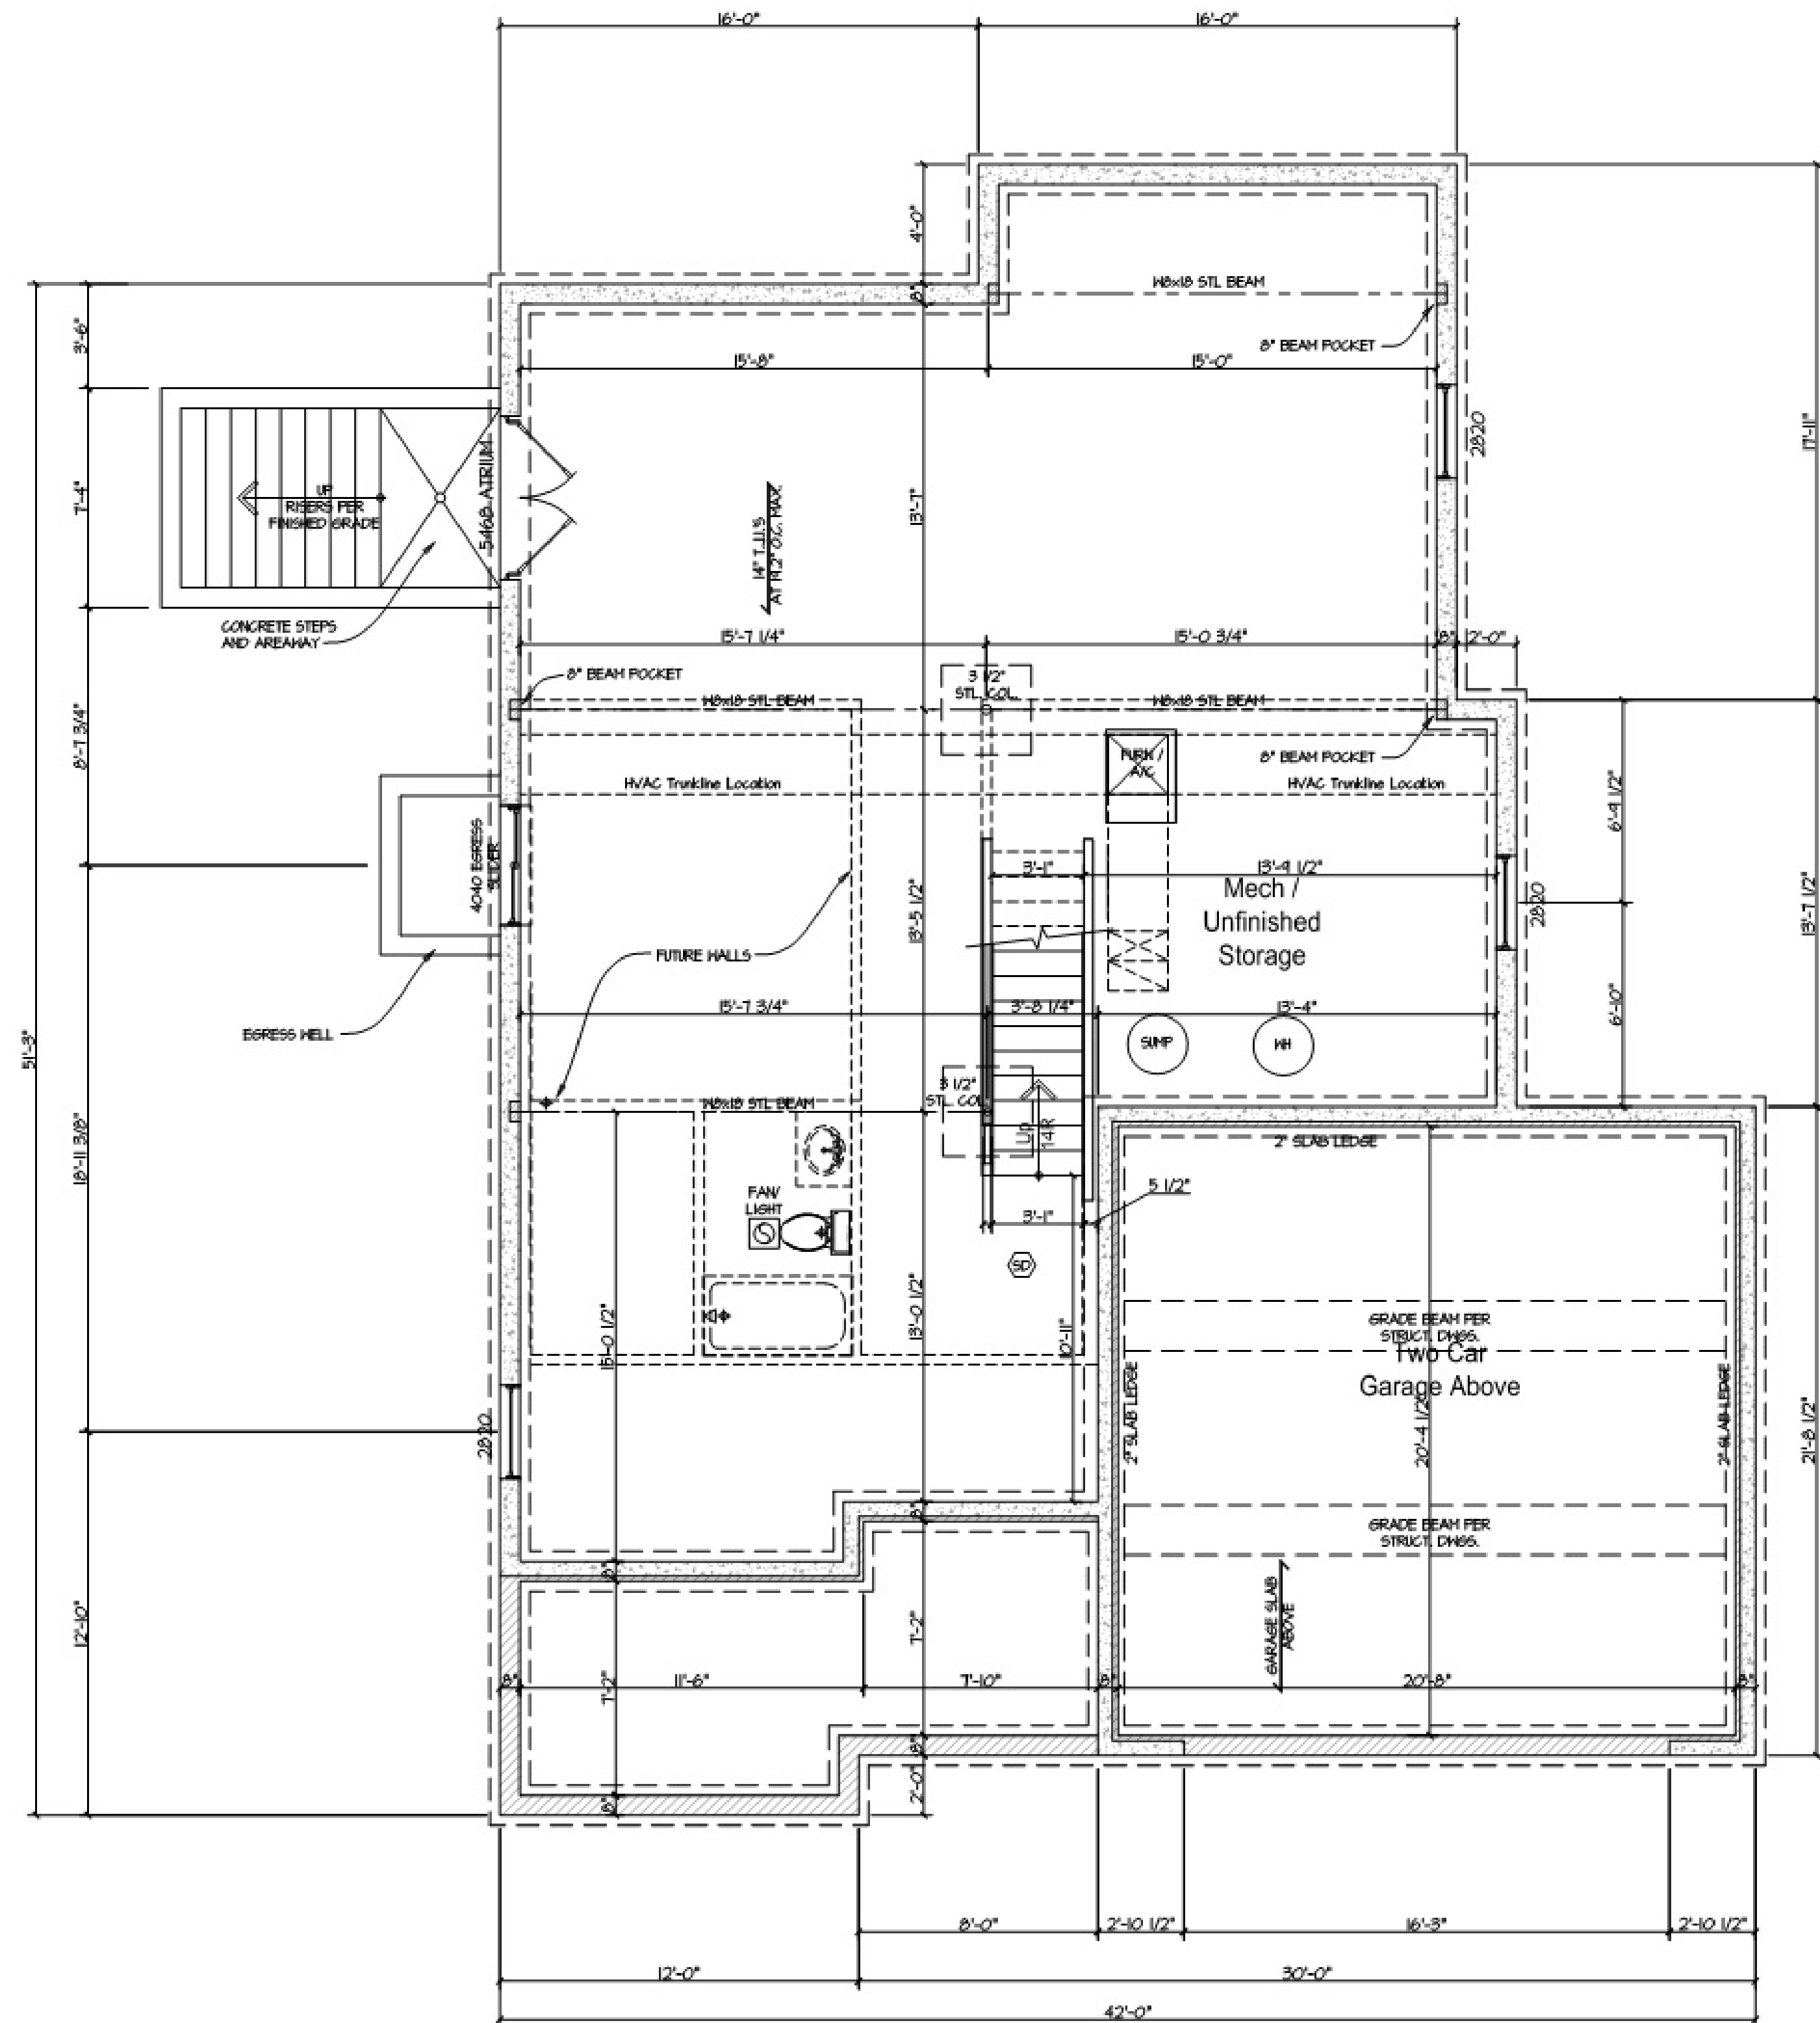 16'-0"
16'-0"
4'-0"
8"
W8x18 STL BEAM
8" BEAM POCKET
3'-6"
15'-8"
15'-0"
2820
17'-11"
7'-4"
UP
RISERS PER
FINISHED GRADE
5468 ATRIUM
13'-7"
14" T.J.I.'S
AT 19.2" O.C. MAX.
CONCRETE STEPS
AND AREAWAY
15'-7 1/4"
15'-0 3/4"
8"
2'-0"
8" BEAM POCKET
3 1/2"
STL. COL.
W8x18 STL BEAM
W8x18 STL BEAM
8'-7 3/4"
8" BEAM POCKET
FURN /
A/C
HVAC Trunkline Location
HVAC Trunkline Location
6'-9 1/2"
4040 EGRESS
SLIDER
3'-1"
13'-9 1/2"
Mech /
Unfinished
Storage
2820
13'-7 1/2"
13'-5 1/2"
FUTURE WALLS
EGRESS WELL
15'-7 3/4"
3'-8 1/4"
13'-4"
6'-10"
SUMP
WH
51'-3"
W8x18 STL BEAM
3 1/2"
STL. COL.
Up
14R
2" SLAB LEDGE
18'-11 3/8"
FAN/
LIGHT
5 1/2"
3'-1"
SD
15'-0 1/2"
13'-0 1/2"
10'-11"
GRADE BEAM PER
STRUCT. DWGS.
Two Car
Garage Above
2" SLAB LEDGE
20'-4 1/2"
2" SLAB LEDGE
21'-8 1/2"
2820
8"
GRADE BEAM PER
STRUCT. DWGS.
8"
GARAGE SLAB
ABOVE
12'-10"
7'-2"
7'-2"
8"
11'-6"
7'-10"
8"
20'-8"
8"
8"
2'-0"
8"
8'-0"
2'-10 1/2"
16'-3"
2'-10 1/2"
12'-0"
30'-0"
42'-0"